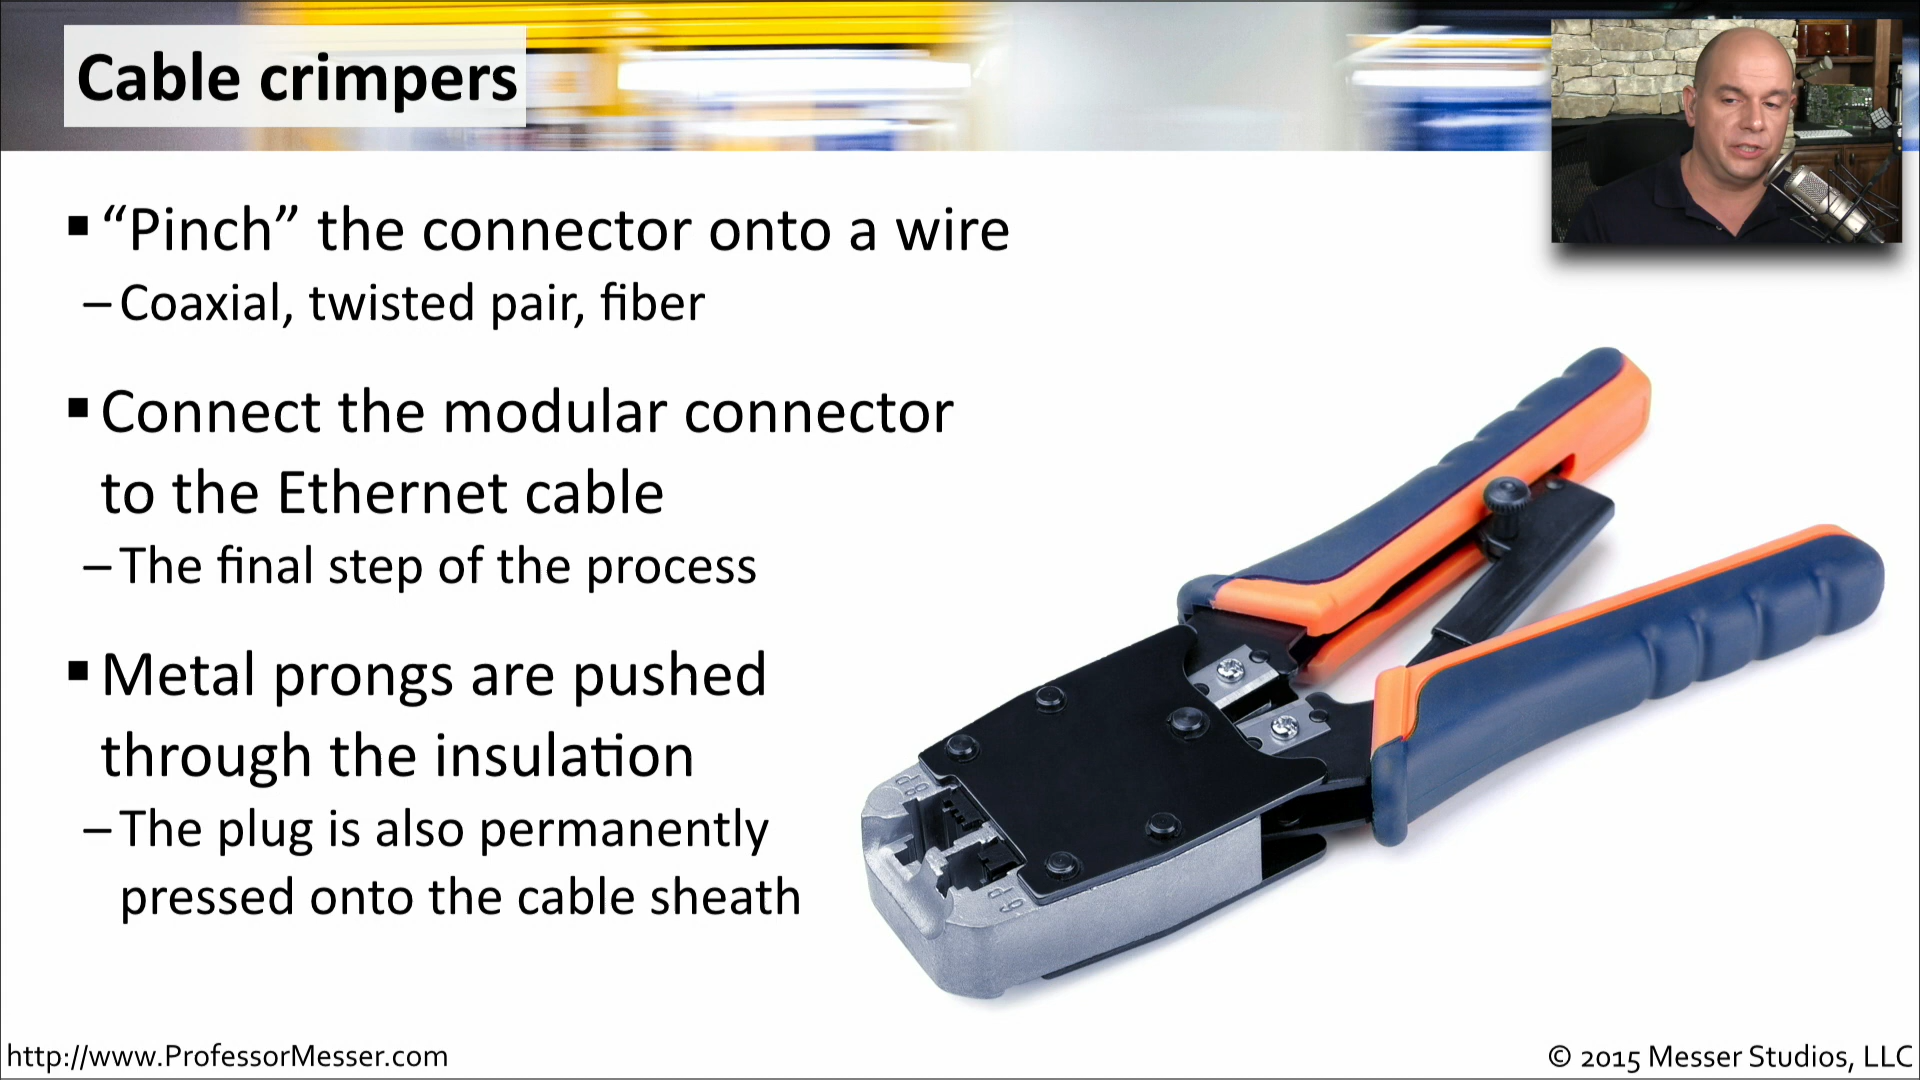 Cable crimpers
▪ “Pinch” the connector onto a wire
– Coaxial, twisted pair, fiber
▪ Connect the modular connector
to the Ethernet cable
– The final step of the process
▪ Metal prongs are pushed
through the insulation
– The plug is also permanently
pressed onto the cable sheath
8P
6P
http://www.ProfessorMesser.com
© 2015 Messer Studios, LLC